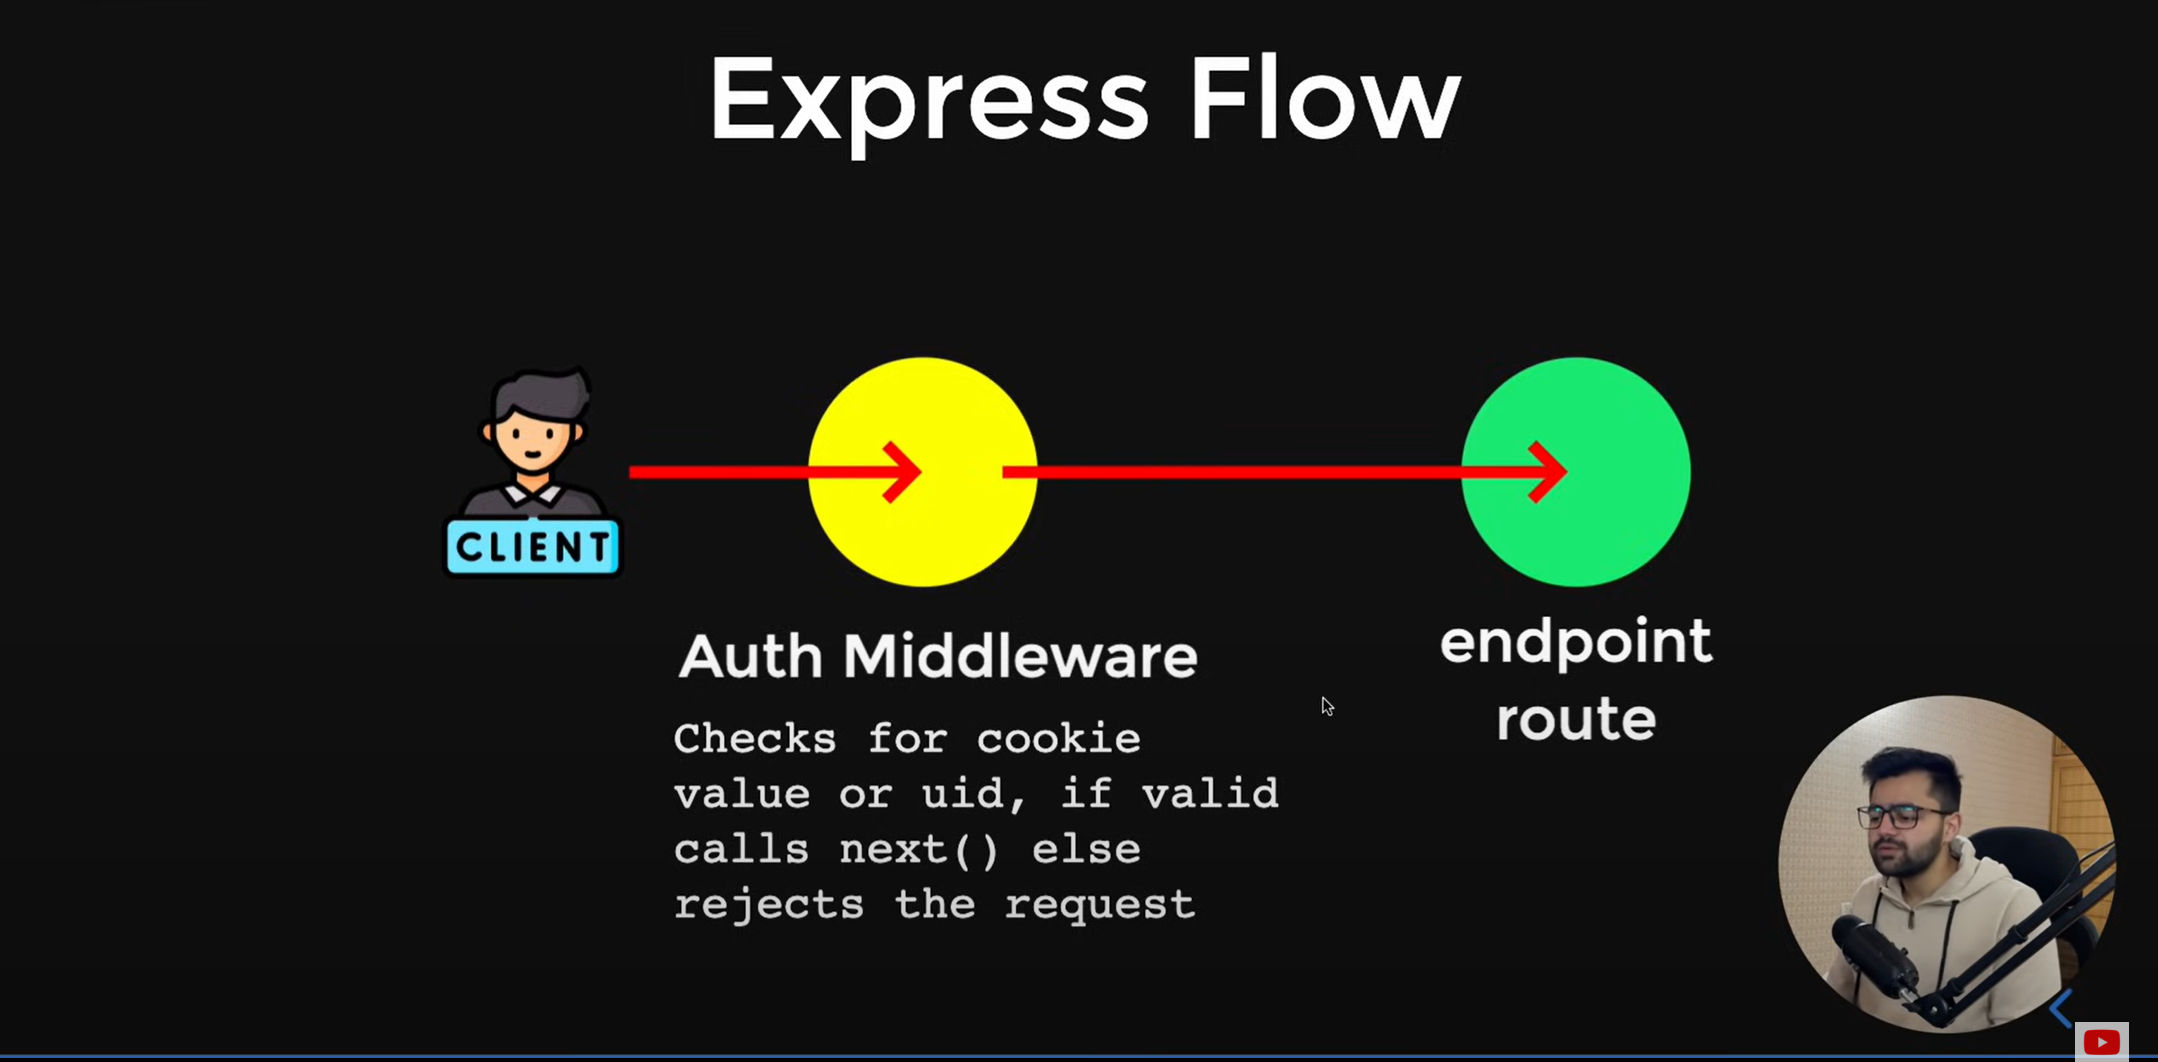 Express Flow
CLIENT
Auth Middleware
Checks for cookie
value or uid, if valid
calls next() else
rejects the request
endpoint
route